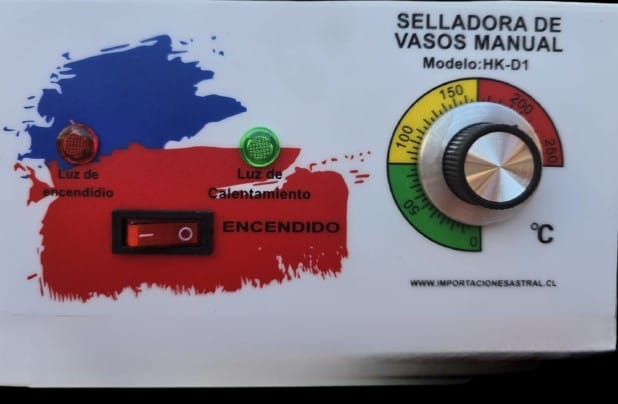 SELLADORA DE
VASOS MANUAL
Modelo:HK-D1
Luz de
encendidio
Luz de
Calentamiento
ENCENDIDO
0
50
100
150
200
250
°C
WWW.IMPORTACIONESASTRAL.CL